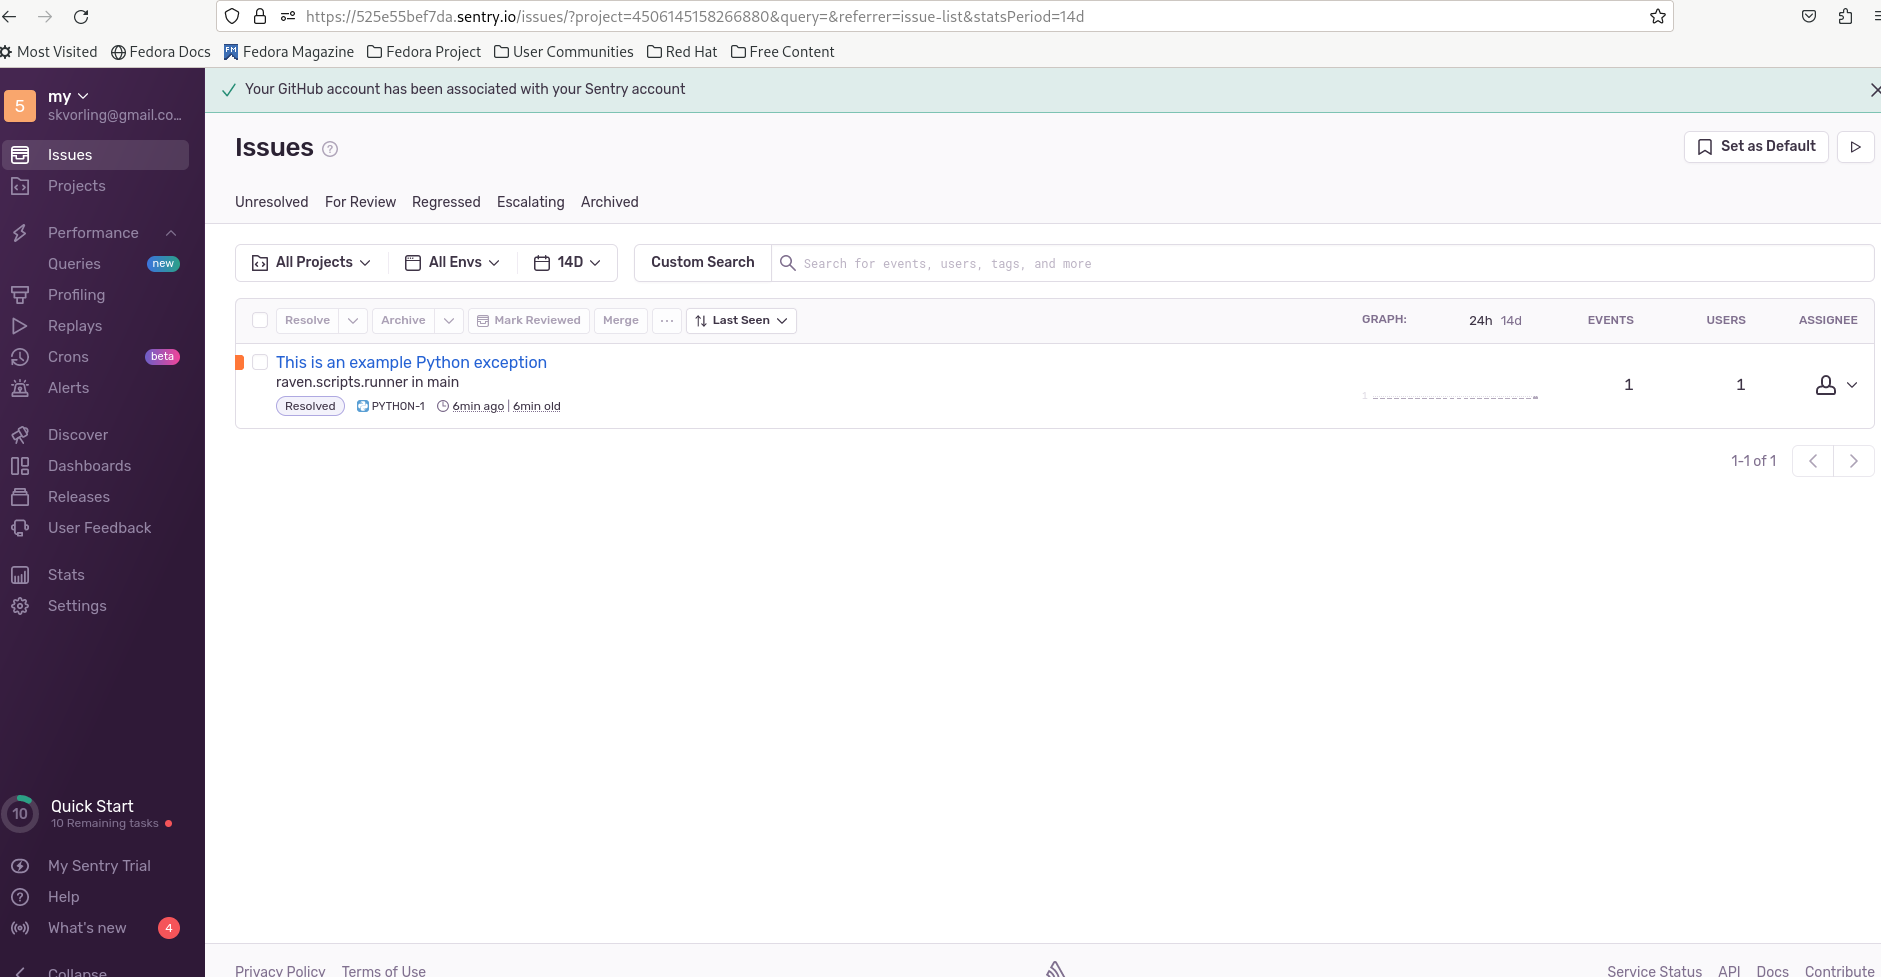 https://525e55bef7da.sentry.io/issues/?project=4506145158266880&query=&referrer=issue-list&statsPeriod=14d
Most Visited Fedora Docs Fedora Magazine Fedora Project User Communities Red Hat Free Content
5 my
skvorling@gmail.co...
Issues
Projects
Performance
Queries new
Profiling
Replays
Crons beta
Alerts
Discover
Dashboards
Releases
User Feedback
Stats
Settings
10 Quick Start
10 Remaining tasks
My Sentry Trial
Help
What's new 4
Collapse
Your GitHub account has been associated with your Sentry account
Issues ?
Set as Default
Unresolved For Review Regressed Escalating Archived
All Projects All Envs 14D Custom Search Search for events, users, tags, and more
Resolve Archive Mark Reviewed Merge ... Last Seen GRAPH: 24h 14d EVENTS USERS ASSIGNEE
This is an example Python exception
raven.scripts.runner in main
Resolved PYTHON-1 6min ago | 6min old
1 1 1
1-1 of 1
Privacy Policy Terms of Use Service Status API Docs Contribute